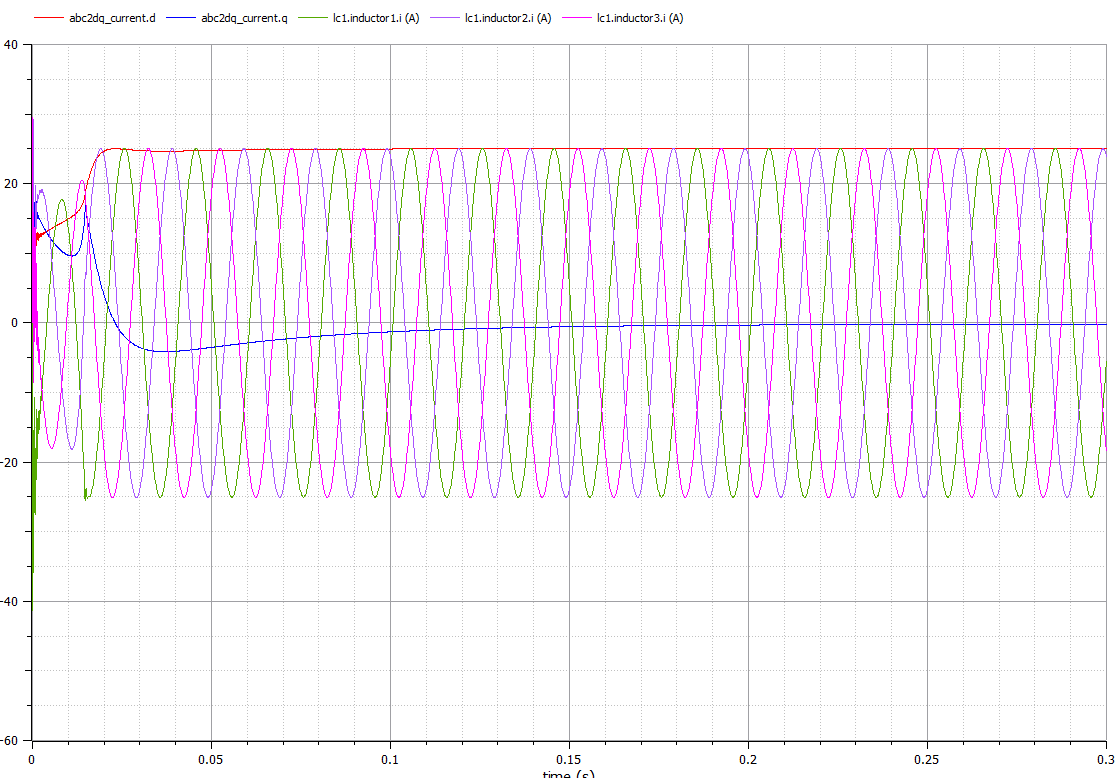 abc2dq_current.d abc2dq_current.q lc1.inductor1.i (A) lc1.inductor2.i (A) lc1.inductor3.i (A)
40
20
0
-20
-40
-60
0 0.05 0.1 0.15 0.2 0.25 0.3
time (s)